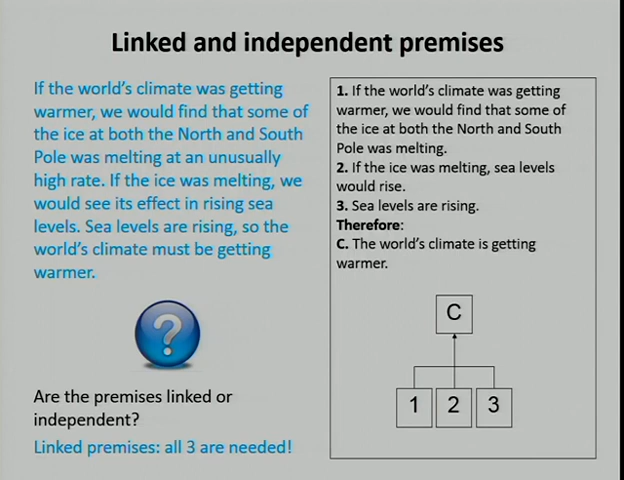 Linked and independent premises
If the world's climate was getting
warmer, we would find that some of
the ice at both the North and South
Pole was melting at an unusually
high rate. If the ice was melting, we
would see its effect in rising sea
levels. Sea levels are rising, so the
world's climate must be getting
warmer.
?
Are the premises linked or
independent?
Linked premises: all 3 are needed!
1. If the world's climate was getting
warmer, we would find that some of
the ice at both the North and South
Pole was melting.
2. If the ice was melting, sea levels
would rise.
3. Sea levels are rising.
Therefore:
C. The world's climate is getting
warmer.
C
1 2 3